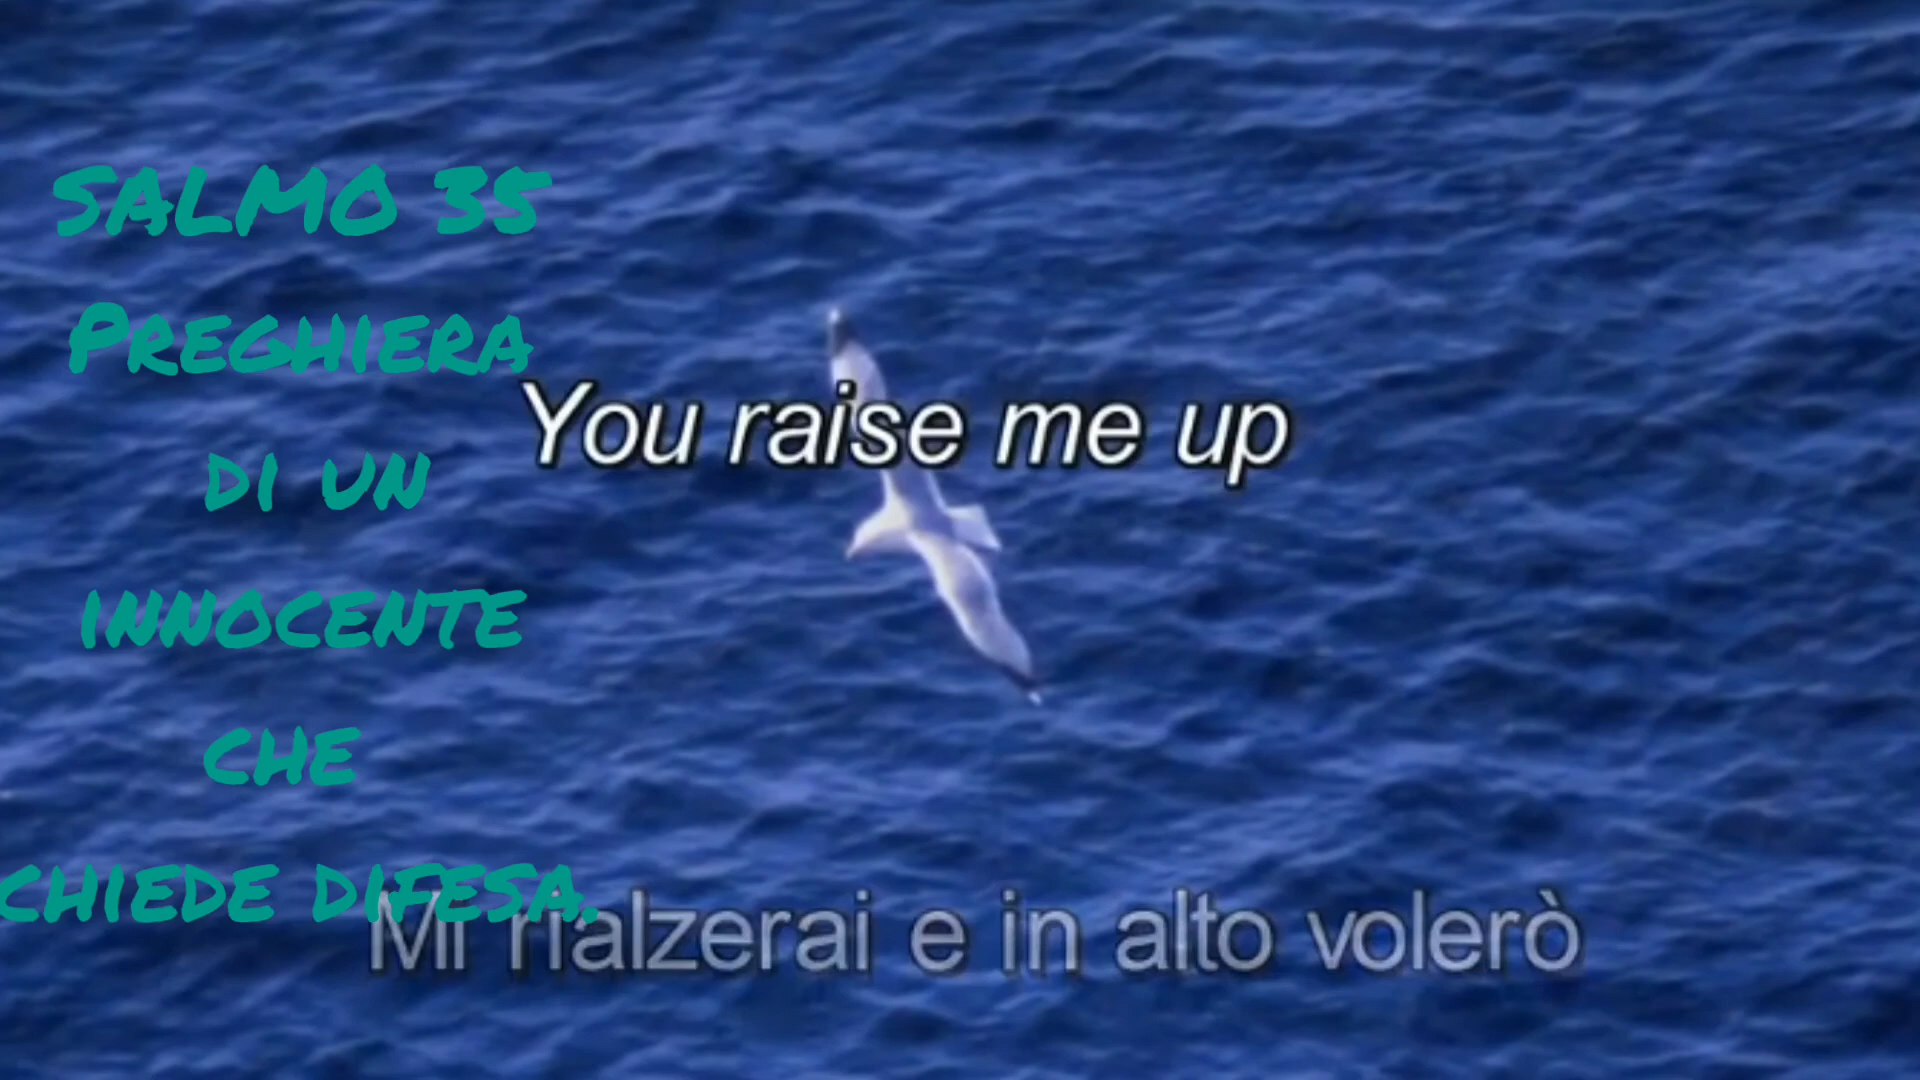 SALMO 35
PREGHIERA
DI UN
INNOCENTE
CHE
CHIEDE DIFESA.
You raise me up
Mi rialzerai e in alto volerò